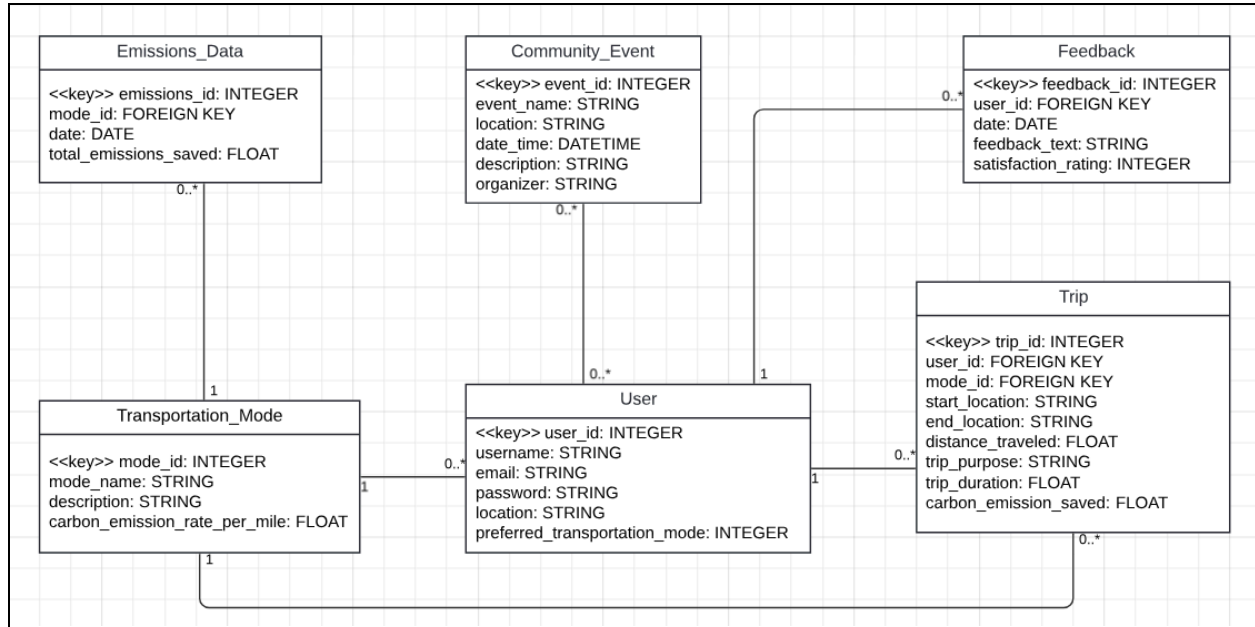 Emissions_Data
<<key>> emissions_id: INTEGER
mode_id: FOREIGN KEY
date: DATE
total_emissions_saved: FLOAT
0..*
Community_Event
<<key>> event_id: INTEGER
event_name: STRING
location: STRING
date_time: DATETIME
description: STRING
organizer: STRING
0..*
Feedback
<<key>> feedback_id: INTEGER
user_id: FOREIGN KEY
date: DATE
feedback_text: STRING
satisfaction_rating: INTEGER
0..*
Trip
<<key>> trip_id: INTEGER
user_id: FOREIGN KEY
mode_id: FOREIGN KEY
start_location: STRING
end_location: STRING
distance_traveled: FLOAT
trip_purpose: STRING
trip_duration: FLOAT
carbon_emission_saved: FLOAT
0..*
0..*
1
Transportation_Mode
<<key>> mode_id: INTEGER
mode_name: STRING
description: STRING
carbon_emission_rate_per_mile: FLOAT
1
1
0..*
1
User
<<key>> user_id: INTEGER
username: STRING
email: STRING
password: STRING
location: STRING
preferred_transportation_mode: INTEGER
0..*
1